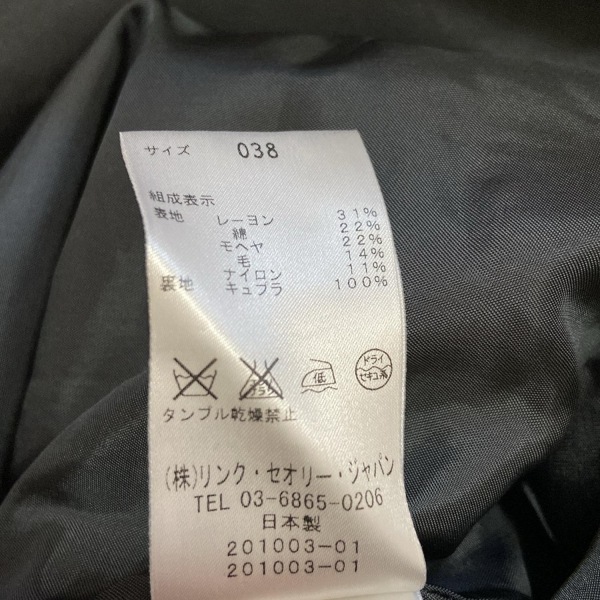 サイズ 038
組成表示
表地 レーヨン 31%
綿 22%
モヘヤ 22%
毛 14%
ナイロン 11%
裏地 キュプラ 100%
低 ドライ セキユ系
タンブル乾燥禁止
(株)リンク・セオリー・ジャパン
TEL 03-6865-0206
日本製
201003-01
201003-01